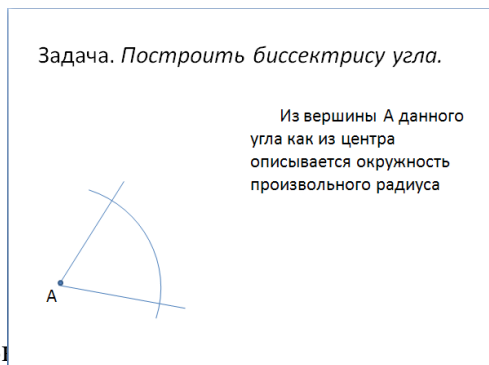 Задача. Построить биссектрису угла.
Из вершины А данного
угла как из центра
описывается окружность
произвольного радиуса
А